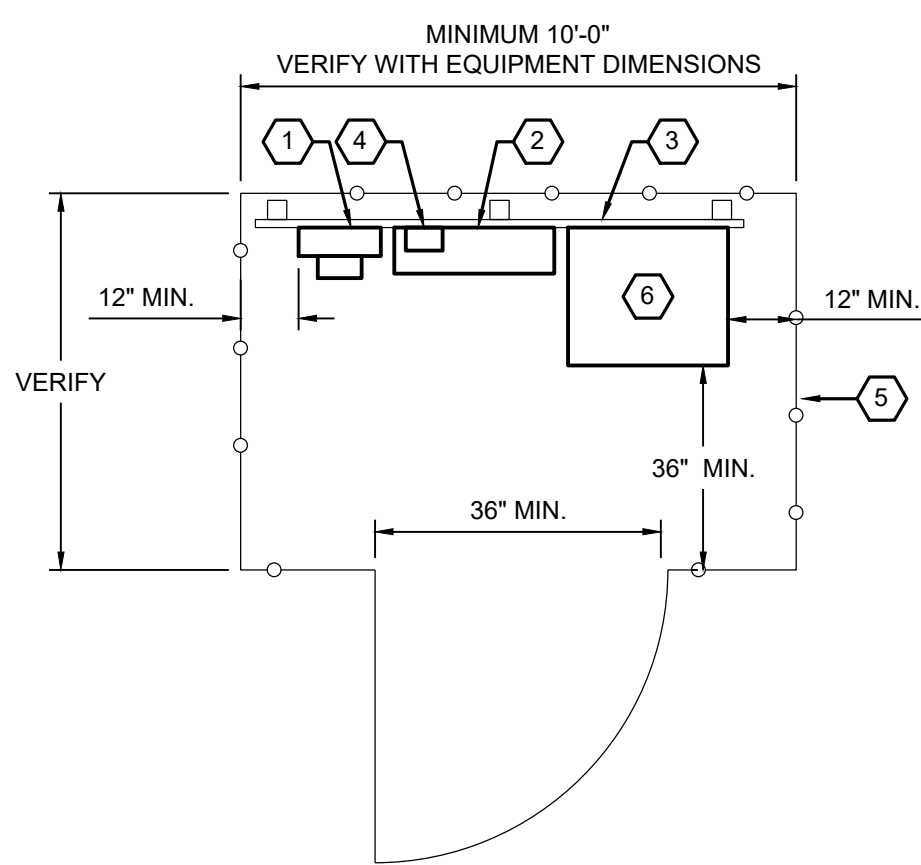 MINIMUM 10'-0"
VERIFY WITH EQUIPMENT DIMENSIONS
1
4
2
3
12" MIN.
6
12" MIN.
VERIFY
5
36" MIN.
36" MIN.